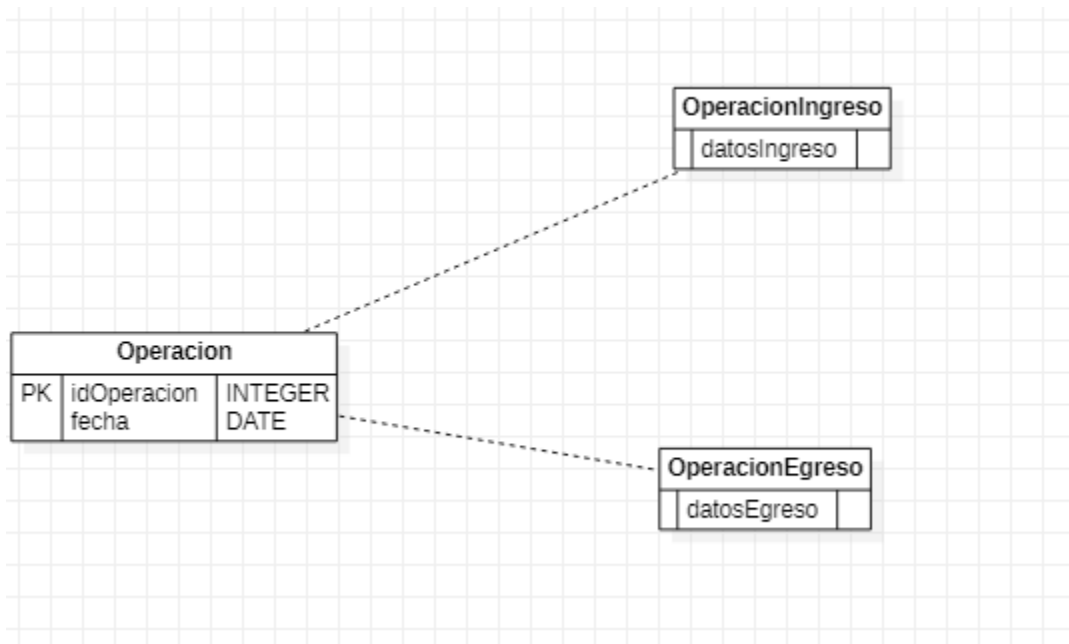 OperacionIngreso
datosIngreso
Operacion
PK idOperacion INTEGER
fecha DATE
OperacionEgreso
datosEgreso